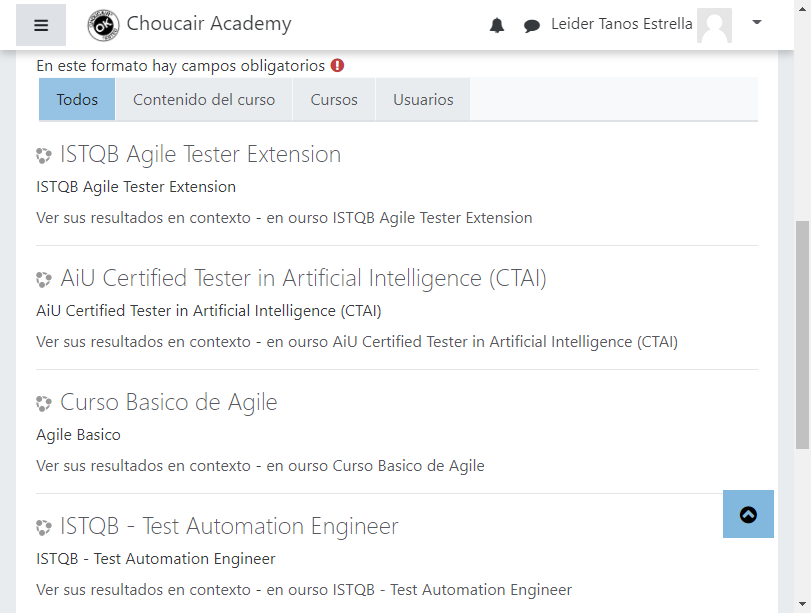 Choucair Academy
Leider Tanos Estrella
En este formato hay campos obligatorios
Todos Contenido del curso Cursos Usuarios
ISTQB Agile Tester Extension
ISTQB Agile Tester Extension
Ver sus resultados en contexto - en ourso ISTQB Agile Tester Extension
AiU Certified Tester in Artificial Intelligence (CTAI)
AiU Certified Tester in Artificial Intelligence (CTAI)
Ver sus resultados en contexto - en ourso AiU Certified Tester in Artificial Intelligence (CTAI)
Curso Basico de Agile
Agile Basico
Ver sus resultados en contexto - en ourso Curso Basico de Agile
ISTQB - Test Automation Engineer
ISTQB - Test Automation Engineer
Ver sus resultados en contexto - en ourso ISTQB - Test Automation Engineer